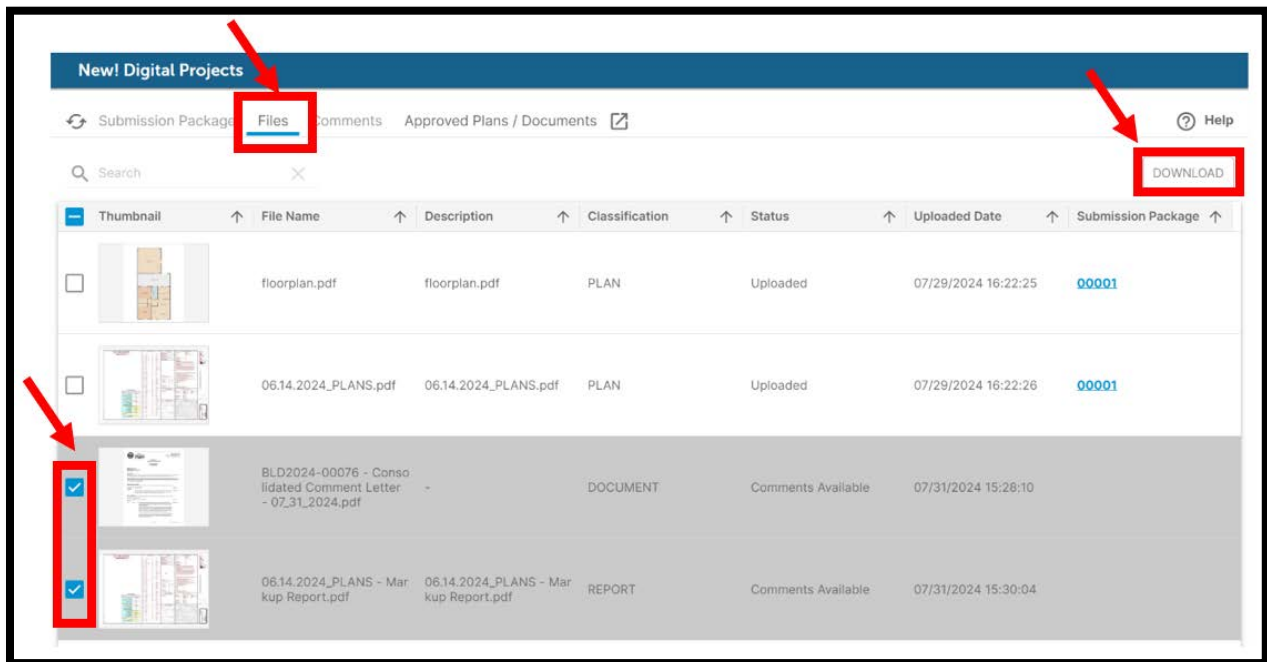 New! Digital Projects
Submission Package Files Comments Approved Plans / Documents Help
Search DOWNLOAD
Thumbnail File Name Description Classification Status Uploaded Date Submission Package
floorplan.pdf floorplan.pdf PLAN Uploaded 07/29/2024 16:22:25 00001
06.14.2024_PLANS.pdf 06.14.2024_PLANS.pdf PLAN Uploaded 07/29/2024 16:22:26 00001
BLD2024-00076 - Conso
lidated Comment Letter - DOCUMENT Comments Available 07/31/2024 15:28:10
- 07_31_2024.pdf
06.14.2024_PLANS - Mar 06.14.2024_PLANS - Mar
kup Report.pdf kup Report.pdf REPORT Comments Available 07/31/2024 15:30:04